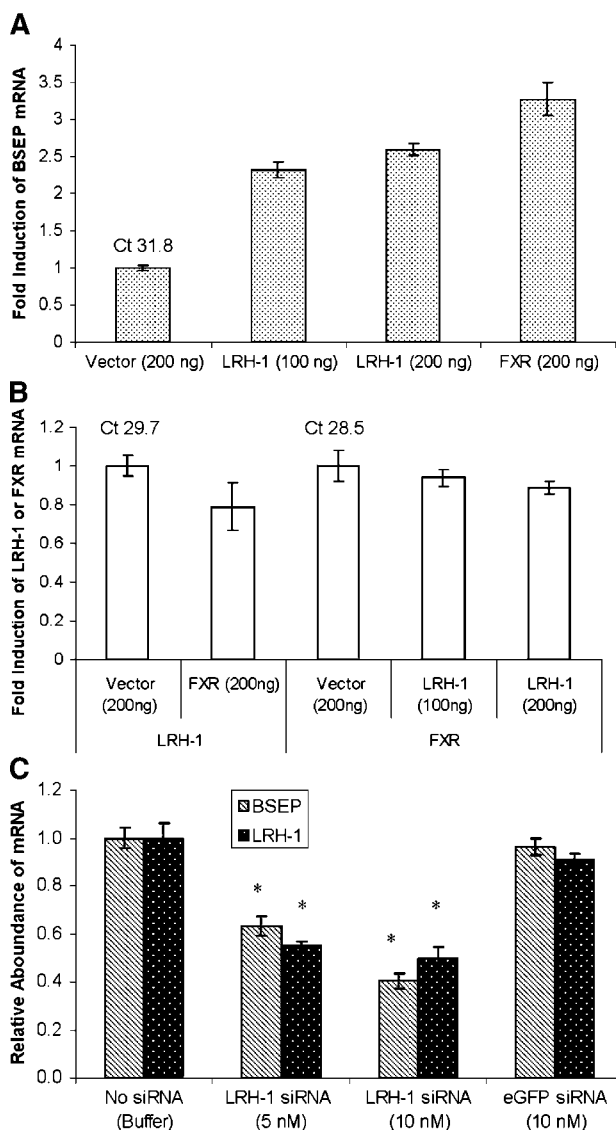 A
Fold Induction of BSEP mRNA
4
3.5
3
2.5
2
1.5
1
0.5
0
Ct 31.8
Vector (200 ng)
LRH-1 (100 ng)
LRH-1 (200 ng)
FXR (200 ng)
B
Fold Induction of LRH-1 or FXR mRNA
1.2
1
0.8
0.6
0.4
0.2
0
Ct 29.7
Ct 28.5
Vector
(200ng)
FXR (200ng)
Vector
(200ng)
LRH-1
(100ng)
LRH-1
(200ng)
LRH-1
FXR
C
Relative Aboundance of mRNA
1.2
1.0
0.8
0.6
0.4
0.2
0.0
BSEP
LRH-1
*
*
*
*
No siRNA
(Buffer)
LRH-1 siRNA
(5 nM)
LRH-1 siRNA
(10 nM)
eGFP siRNA
(10 nM)